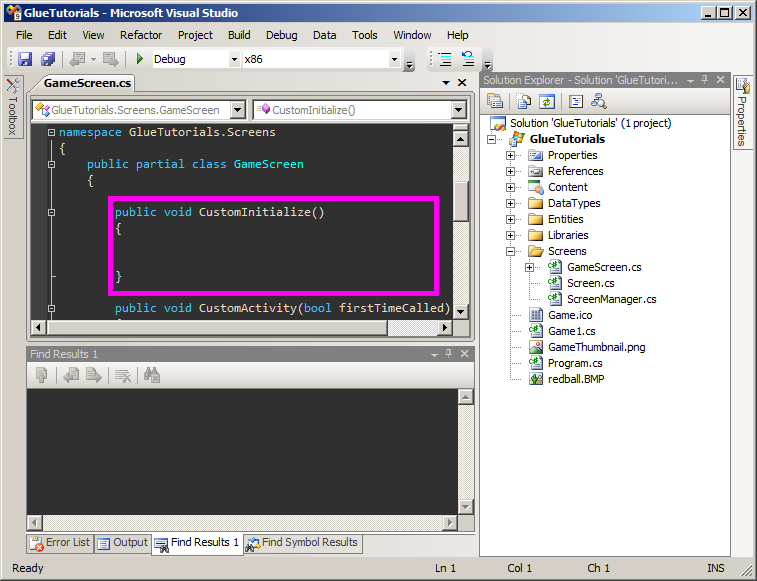 GlueTutorials - Microsoft Visual Studio
File Edit View Refactor Project Build Debug Data Tools Window Help
Debug x86
Toolbox
GameScreen.cs
GlueTutorials.Screens.GameScreen CustomInitialize()
namespace GlueTutorials.Screens
{
public partial class GameScreen
{
public void CustomInitialize()
{
}
public void CustomActivity(bool firstTimeCalled)
Find Results 1
Error List Output Find Results 1 Find Symbol Results
Solution Explorer - Solution 'GlueTutori...
Solution 'GlueTutorials' (1 project)
GlueTutorials
Properties
References
Content
DataTypes
Entities
Libraries
Screens
GameScreen.cs
Screen.cs
ScreenManager.cs
Game.ico
Game1.cs
GameThumbnail.png
Program.cs
redball.BMP
Properties
Ready Ln 1 Col 1 Ch 1 INS